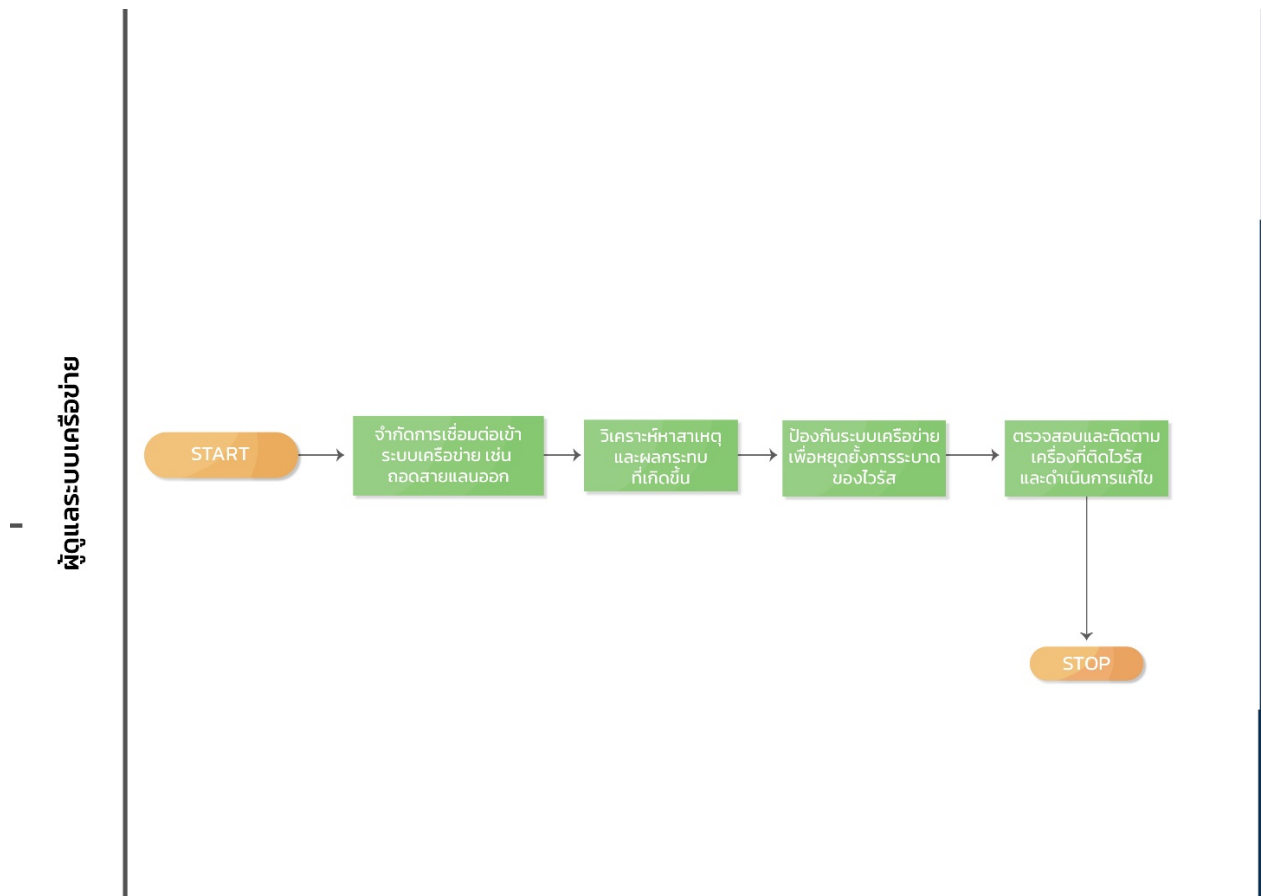 ผู้ดูแลระบบเครือข่าย
START
จำกัดการเชื่อมต่อเข้า
ระบบเครือข่าย เช่น
ถอดสายแลนออก
วิเคราะห์หาสาเหตุ
และผลกระทบ
ที่เกิดขึ้น
ป้องกันระบบเครือข่าย
เพื่อหยุดยั้งการระบาด
ของไวรัส
ตรวจสอบและติดตาม
เครื่องที่ติดไวรัส
และดำเนินการแก้ไข
STOP